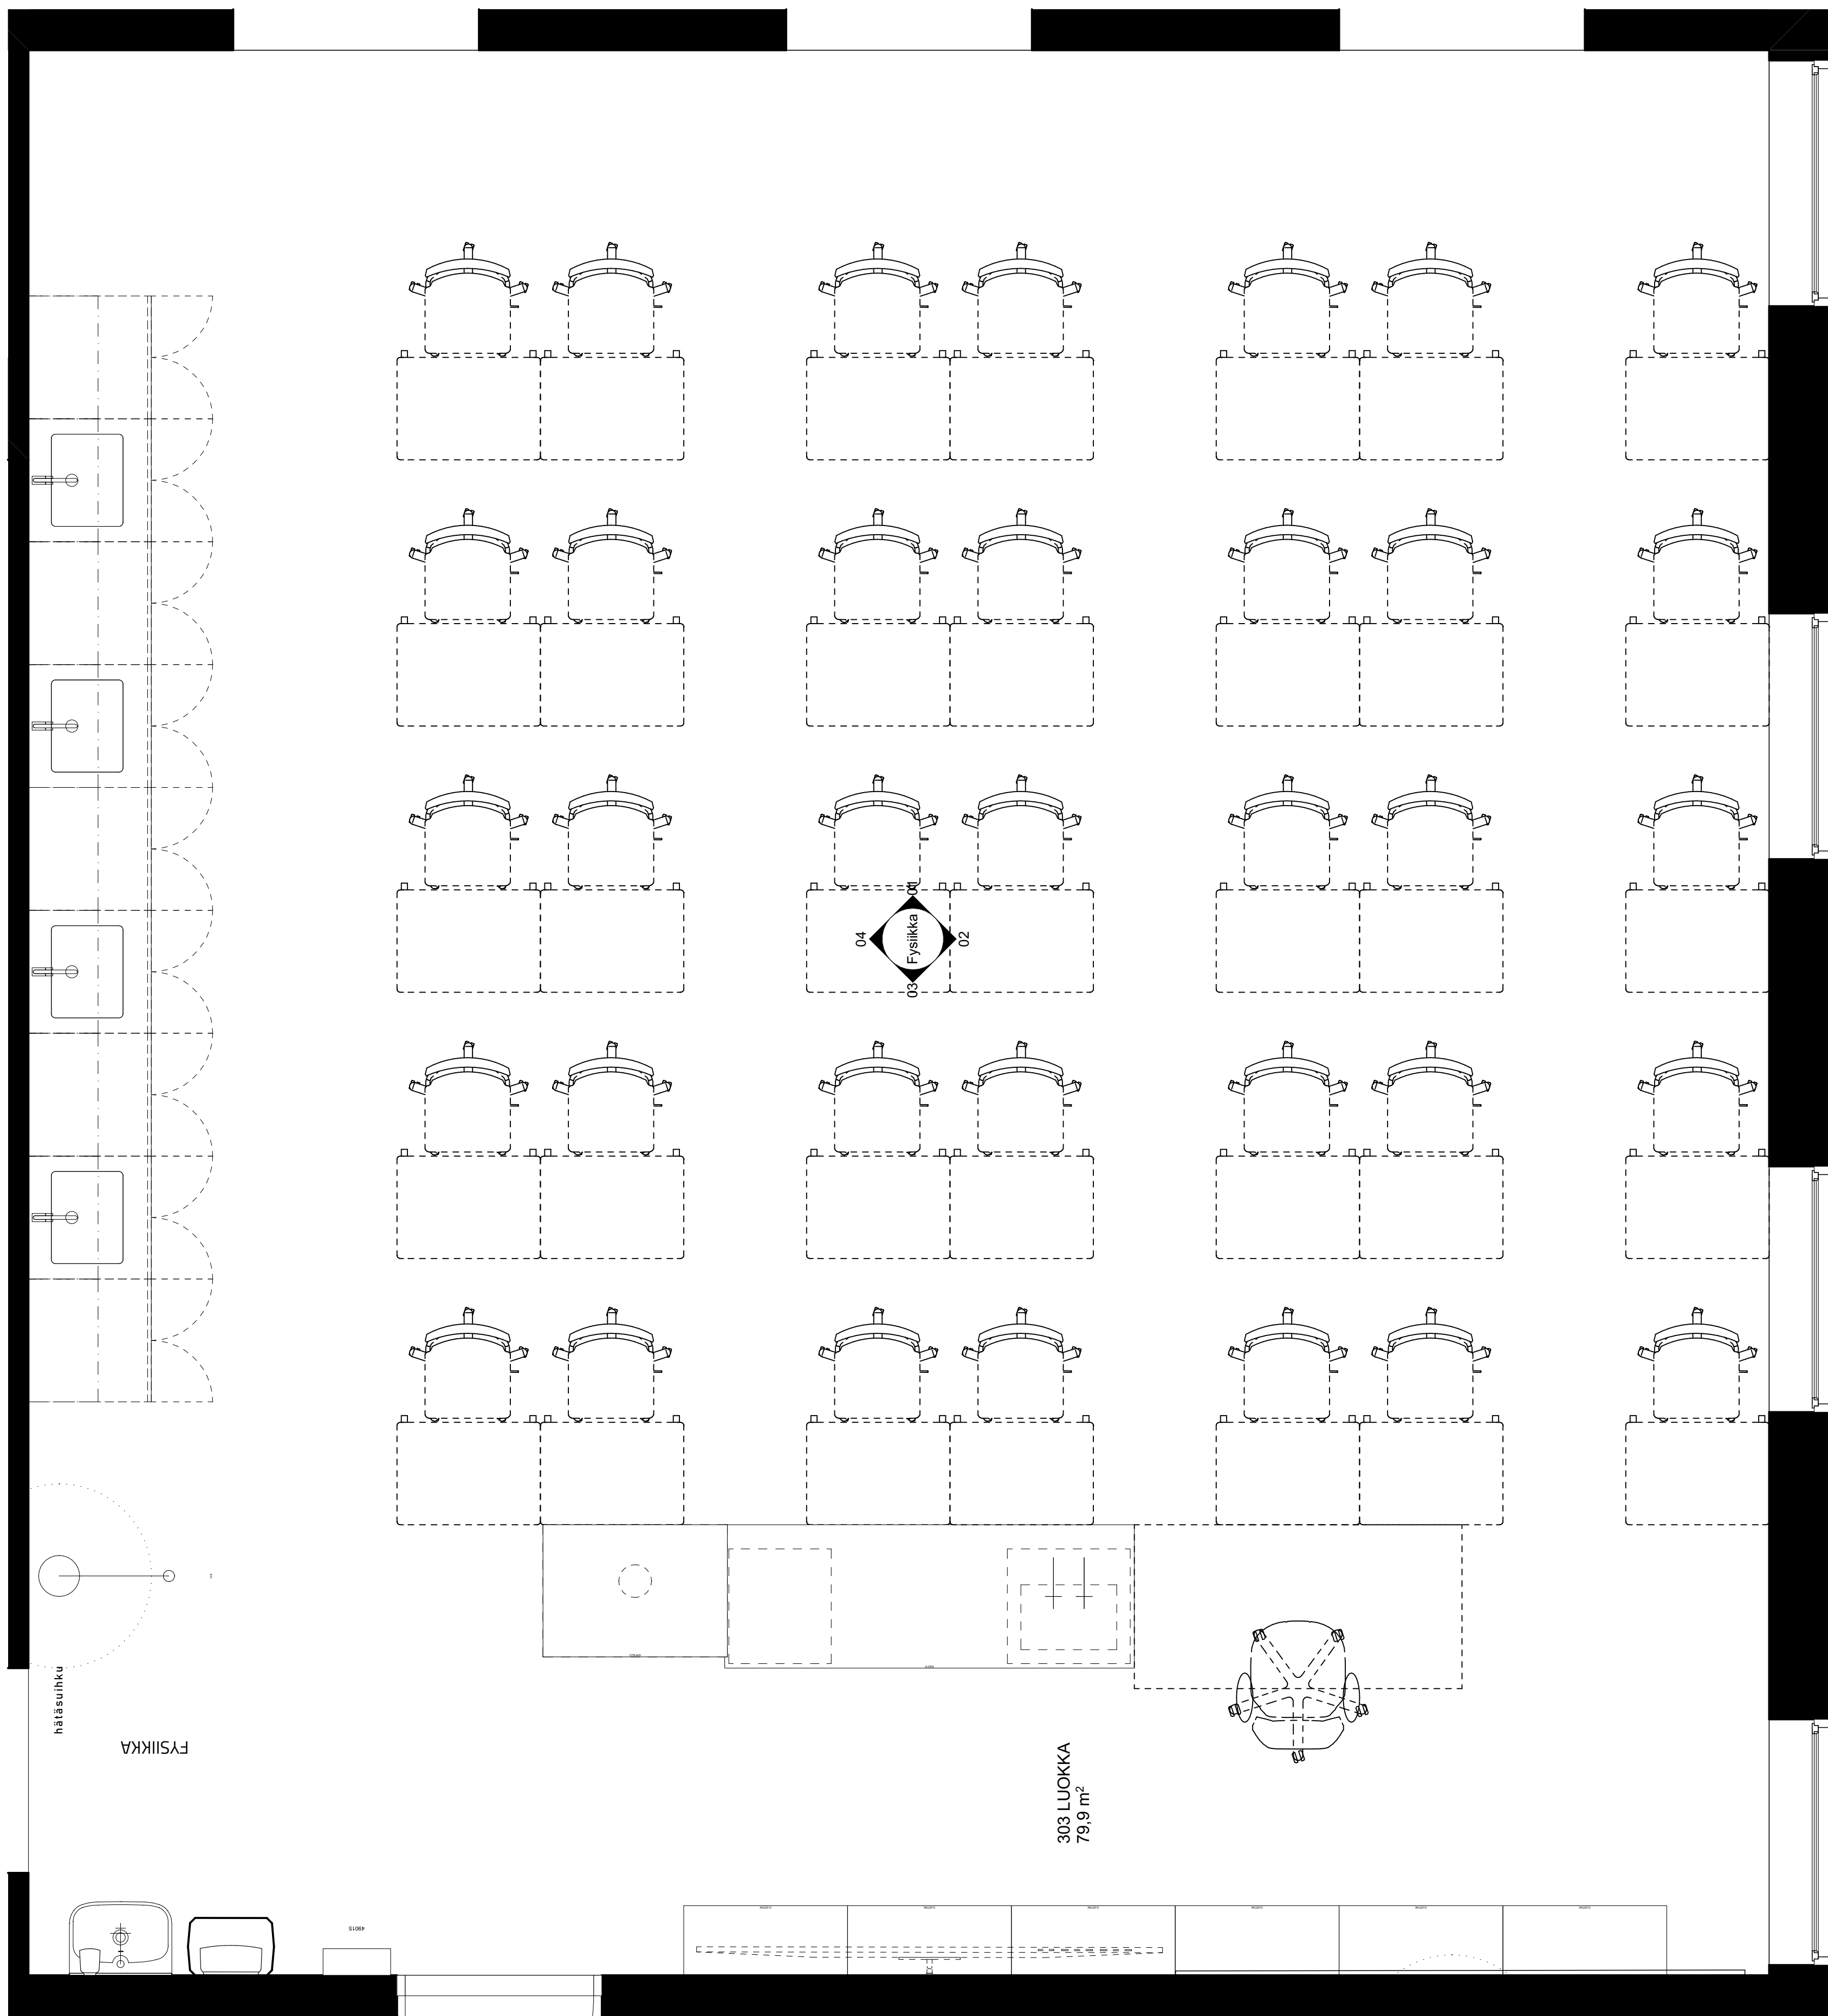 01
04
Fysiikka
02
03
hätäsuihku
FYSIIKKA
303 LUOKKA
79,9 m²
49015